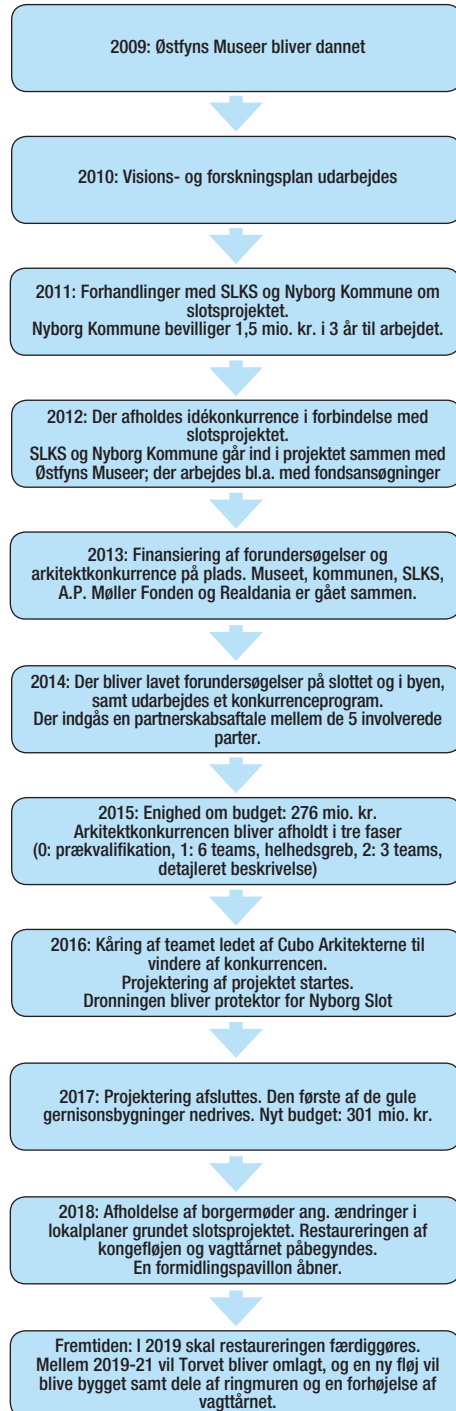 2009: Østfyns Museer bliver dannet
2010: Visions- og forskningsplan udarbejdes
2011: Forhandlinger med SLKS og Nyborg Kommune om
slotsprojektet.
Nyborg Kommune bevilliger 1,5 mio. kr. i 3 år til arbejdet.
2012: Der afholdes idékonkurrence i forbindelse med
slotsprojektet.
SLKS og Nyborg Kommune går ind i projektet sammen med
Østfyns Museer; der arbejdes bl.a. med fondsansøgninger
2013: Finansiering af forundersøgelser og
arkitektkonkurrence på plads. Museet, kommunen, SLKS,
A.P. Møller Fonden og Realdania er gået sammen.
2014: Der bliver lavet forundersøgelser på slottet og i byen,
samt udarbejdes et konkurrenceprogram.
Der indgås en partnerskabsaftale mellem de 5 involverede
parter.
2015: Enighed om budget: 276 mio. kr.
Arkitektkonkurrencen bliver afholdt i tre faser
(0: prækvalifikation, 1: 6 teams, helhedsgreb, 2: 3 teams,
detajleret beskrivelse)
2016: Kåring af teamet ledet af Cubo Arkitekterne til
vindere af konkurrencen.
Projektering af projektet startes.
Dronningen bliver protektor for Nyborg Slot
2017: Projektering afsluttes. Den første af de gule
gernisonsbygninger nedrives. Nyt budget: 301 mio. kr.
2018: Afholdelse af borgermøder ang. ændringer i
lokalplaner grundet slotsprojektet. Restaureringen af
kongefløjen og vagttårnet påbegyndes.
En formidlingspavillon åbner.
Fremtiden: I 2019 skal restaureringen færdiggøres.
Mellem 2019-21 vil Torvet bliver omlagt, og en ny fløj vil
blive bygget samt dele af ringmuren og en forhøjelse af
vagttårnet.